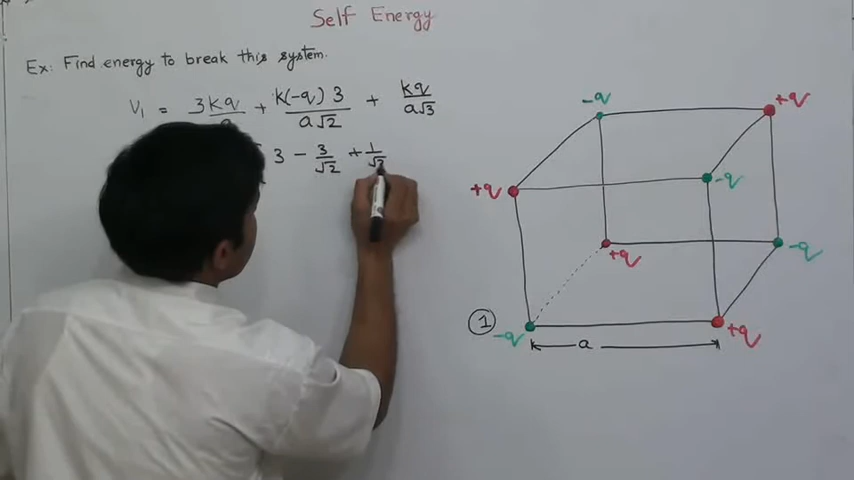 Self Energy
Ex: Find energy to break this system.
V₁ = 3kq/a + k(-q)3/a√2 + kq/a√3
3 - 3/√2 + 1/√3
-q
+q
+q
-q
+q
-q
①
-q
+q
a